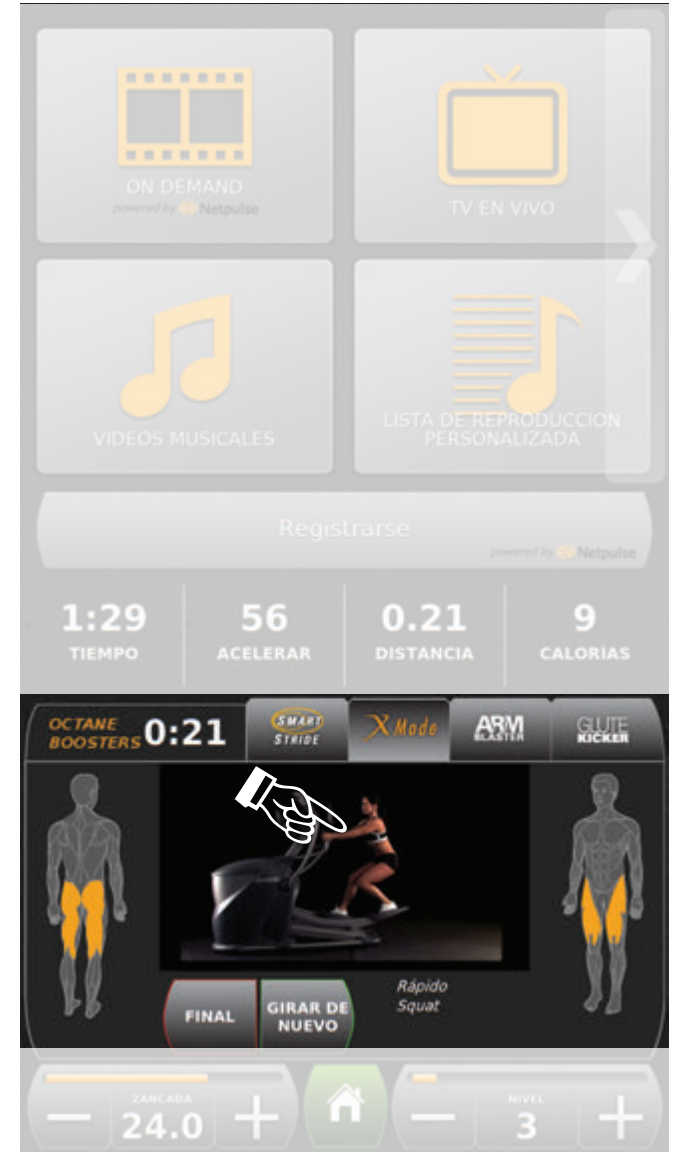 ON DEMAND
powered by Netpulse
TV EN VIVO
VIDEOS MUSICALES
LISTA DE REPRODUCCION
PERSONALIZADA
Registrarse
powered by Netpulse
1:29
TIEMPO
56
ACELERAR
0.21
DISTANCIA
9
CALORÍAS
OCTANE
BOOSTERS
0:21
SMART
STRIDE
X Mode
ARM
BLASTER
GLUTE
KICKER
FINAL
GIRAR DE
NUEVO
Rápido
Squat
ZANCADA
24.0
NIVEL
3